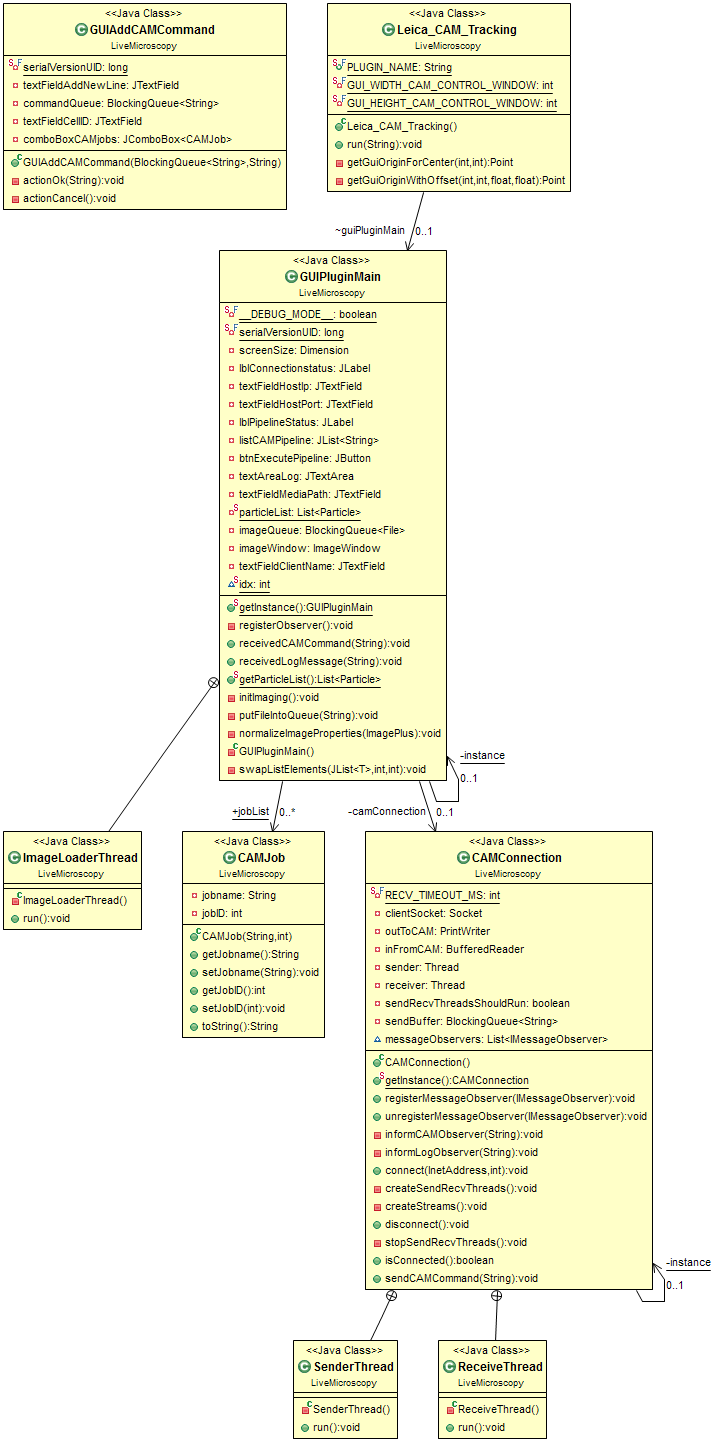 <<Java Class>>
GUIAddCAMCommand
LiveMicroscopy
serialVersionUID: long
textFieldAddNewLine: JTextField
commandQueue: BlockingQueue<String>
textFieldCellID: JTextField
comboBoxCAMjobs: JComboBox<CAMJob>
GUIAddCAMCommand(BlockingQueue<String>,String)
actionOk(String):void
actionCancel():void
<<Java Class>>
Leica_CAM_Tracking
LiveMicroscopy
PLUGIN_NAME: String
GUI_WIDTH_CAM_CONTROL_WINDOW: int
GUI_HEIGHT_CAM_CONTROL_WINDOW: int
Leica_CAM_Tracking()
run(String):void
getGuiOriginForCenter(int,int):Point
getGuiOriginWithOffset(int,int,float,float):Point
~guiPluginMain
0..1
<<Java Class>>
GUIPluginMain
LiveMicroscopy
__DEBUG_MODE__: boolean
serialVersionUID: long
screenSize: Dimension
lblConnectionstatus: JLabel
textFieldHostIp: JTextField
textFieldHostPort: JTextField
lblPipelineStatus: JLabel
listCAMPipeline: JList<String>
btnExecutePipeline: JButton
textAreaLog: JTextArea
textFieldMediaPath: JTextField
particleList: List<Particle>
imageQueue: BlockingQueue<File>
imageWindow: ImageWindow
textFieldClientName: JTextField
idx: int
getInstance():GUIPluginMain
registerObserver():void
receivedCAMCommand(String):void
receivedLogMessage(String):void
getParticleList():List<Particle>
initImaging():void
putFileIntoQueue(String):void
normalizeImageProperties(ImagePlus):void
GUIPluginMain()
swapListElements(JList<T>,int,int):void
-instance
0..1
+jobList
0..*
-camConnection
0..1
<<Java Class>>
ImageLoaderThread
LiveMicroscopy
ImageLoaderThread()
run():void
<<Java Class>>
CAMJob
LiveMicroscopy
jobname: String
jobID: int
CAMJob(String,int)
getJobname():String
setJobname(String):void
getJobID():int
setJobID(int):void
toString():String
<<Java Class>>
CAMConnection
LiveMicroscopy
RECV_TIMEOUT_MS: int
clientSocket: Socket
outToCAM: PrintWriter
inFromCAM: BufferedReader
sender: Thread
receiver: Thread
sendRecvThreadsShouldRun: boolean
sendBuffer: BlockingQueue<String>
messageObservers: List<IMessageObserver>
CAMConnection()
getInstance():CAMConnection
registerMessageObserver(IMessageObserver):void
unregisterMessageObserver(IMessageObserver):void
informCAMObserver(String):void
informLogObserver(String):void
connect(InetAddress,int):void
createSendRecvThreads():void
createStreams():void
disconnect():void
stopSendRecvThreads():void
isConnected():boolean
sendCAMCommand(String):void
-instance
0..1
<<Java Class>>
SenderThread
LiveMicroscopy
SenderThread()
run():void
<<Java Class>>
ReceiveThread
LiveMicroscopy
ReceiveThread()
run():void